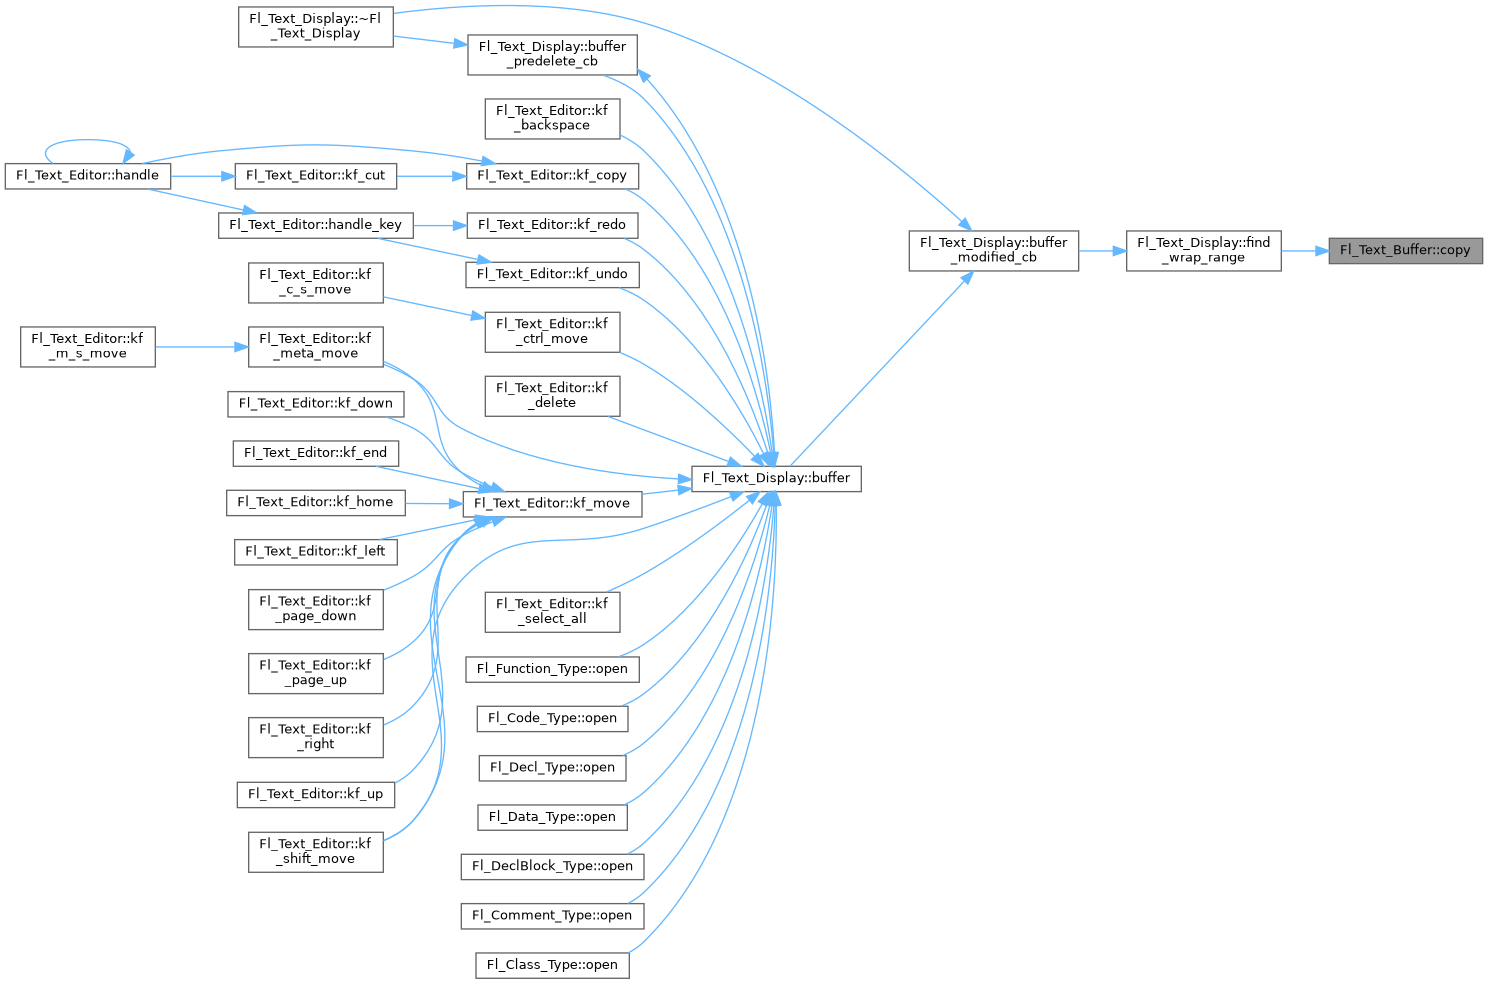 Fl_Text_Display::~Fl
_Text_Display
Fl_Text_Display::buffer
_predelete_cb
Fl_Text_Editor::kf
_backspace
Fl_Text_Editor::handle
Fl_Text_Editor::kf_cut
Fl_Text_Editor::kf_copy
Fl_Text_Editor::handle_key
Fl_Text_Editor::kf_redo
Fl_Text_Display::buffer
_modified_cb
Fl_Text_Display::find
_wrap_range
Fl_Text_Buffer::copy
Fl_Text_Editor::kf
_c_s_move
Fl_Text_Editor::kf_undo
Fl_Text_Editor::kf
_m_s_move
Fl_Text_Editor::kf
_meta_move
Fl_Text_Editor::kf
_ctrl_move
Fl_Text_Editor::kf_down
Fl_Text_Editor::kf
_delete
Fl_Text_Editor::kf_end
Fl_Text_Display::buffer
Fl_Text_Editor::kf_home
Fl_Text_Editor::kf_move
Fl_Text_Editor::kf_left
Fl_Text_Editor::kf
_page_down
Fl_Text_Editor::kf
_select_all
Fl_Text_Editor::kf
_page_up
Fl_Function_Type::open
Fl_Text_Editor::kf
_right
Fl_Code_Type::open
Fl_Decl_Type::open
Fl_Text_Editor::kf_up
Fl_Data_Type::open
Fl_Text_Editor::kf
_shift_move
Fl_DeclBlock_Type::open
Fl_Comment_Type::open
Fl_Class_Type::open